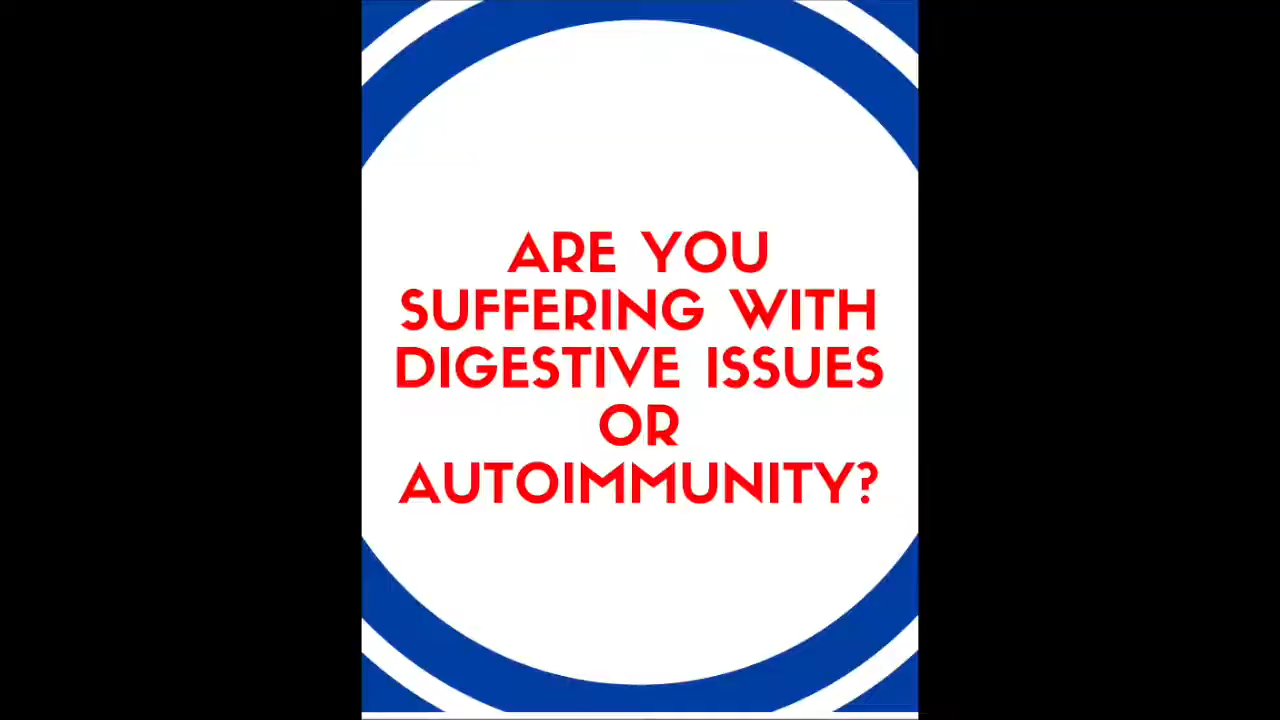 ARE YOU
SUFFERING WITH
DIGESTIVE ISSUES
OR
AUTOIMMUNITY?